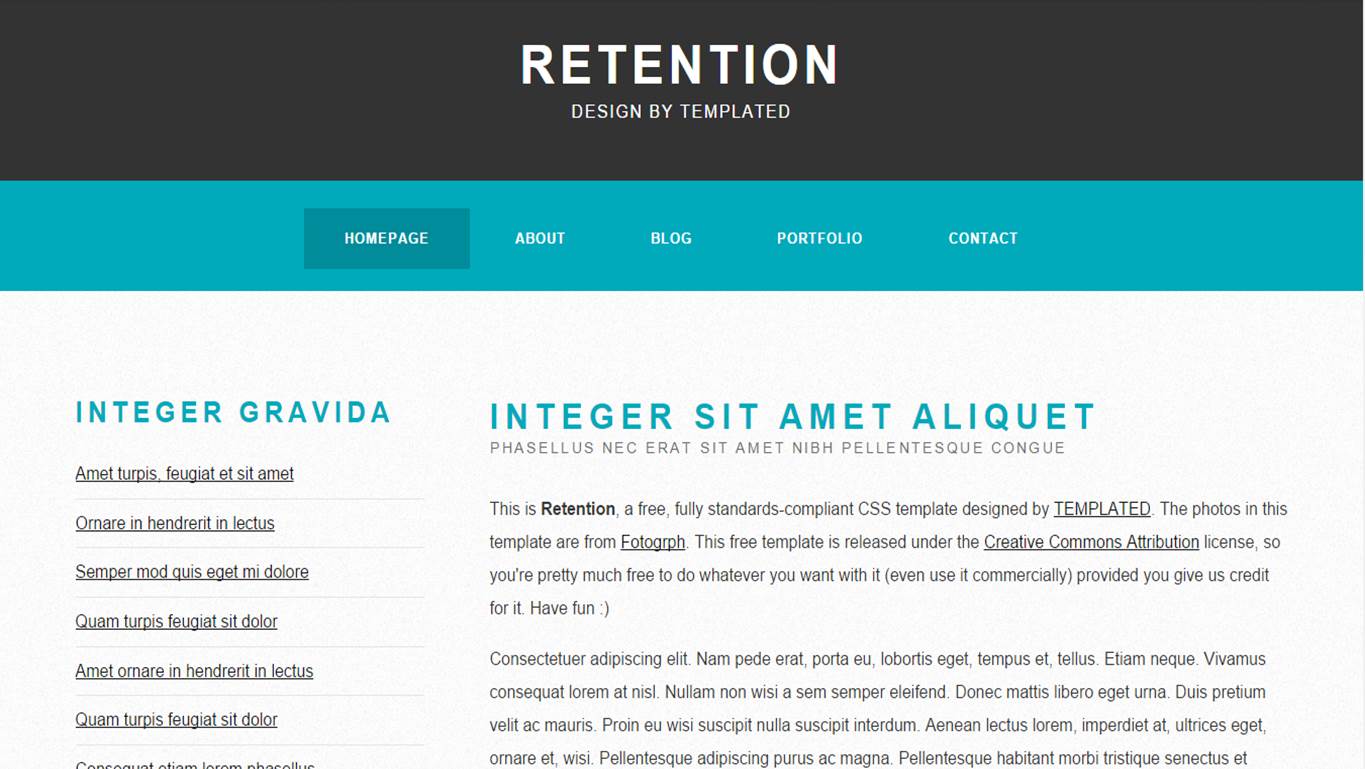 RETENTION
DESIGN BY TEMPLATED
HOMEPAGE ABOUT BLOG PORTFOLIO CONTACT
INTEGER GRAVIDA
Amet turpis, feugiat et sit amet
Ornare in hendrerit in lectus
Semper mod quis eget mi dolore
Quam turpis feugiat sit dolor
Amet ornare in hendrerit in lectus
Quam turpis feugiat sit dolor
Consequat etiam lorem phasellus
INTEGER SIT AMET ALIQUET
PHASELLUS NEC ERAT SIT AMET NIBH PELLENTESQUE CONGUE
This is Retention, a free, fully standards-compliant CSS template designed by TEMPLATED. The photos in this
template are from Fotogrph. This free template is released under the Creative Commons Attribution license, so
you're pretty much free to do whatever you want with it (even use it commercially) provided you give us credit
for it. Have fun :)
Consectetuer adipiscing elit. Nam pede erat, porta eu, lobortis eget, tempus et, tellus. Etiam neque. Vivamus
consequat lorem at nisl. Nullam non wisi a sem semper eleifend. Donec mattis libero eget urna. Duis pretium
velit ac mauris. Proin eu wisi suscipit nulla suscipit interdum. Aenean lectus lorem, imperdiet at, ultrices eget,
ornare et, wisi. Pellentesque adipiscing purus ac magna. Pellentesque habitant morbi tristique senectus et